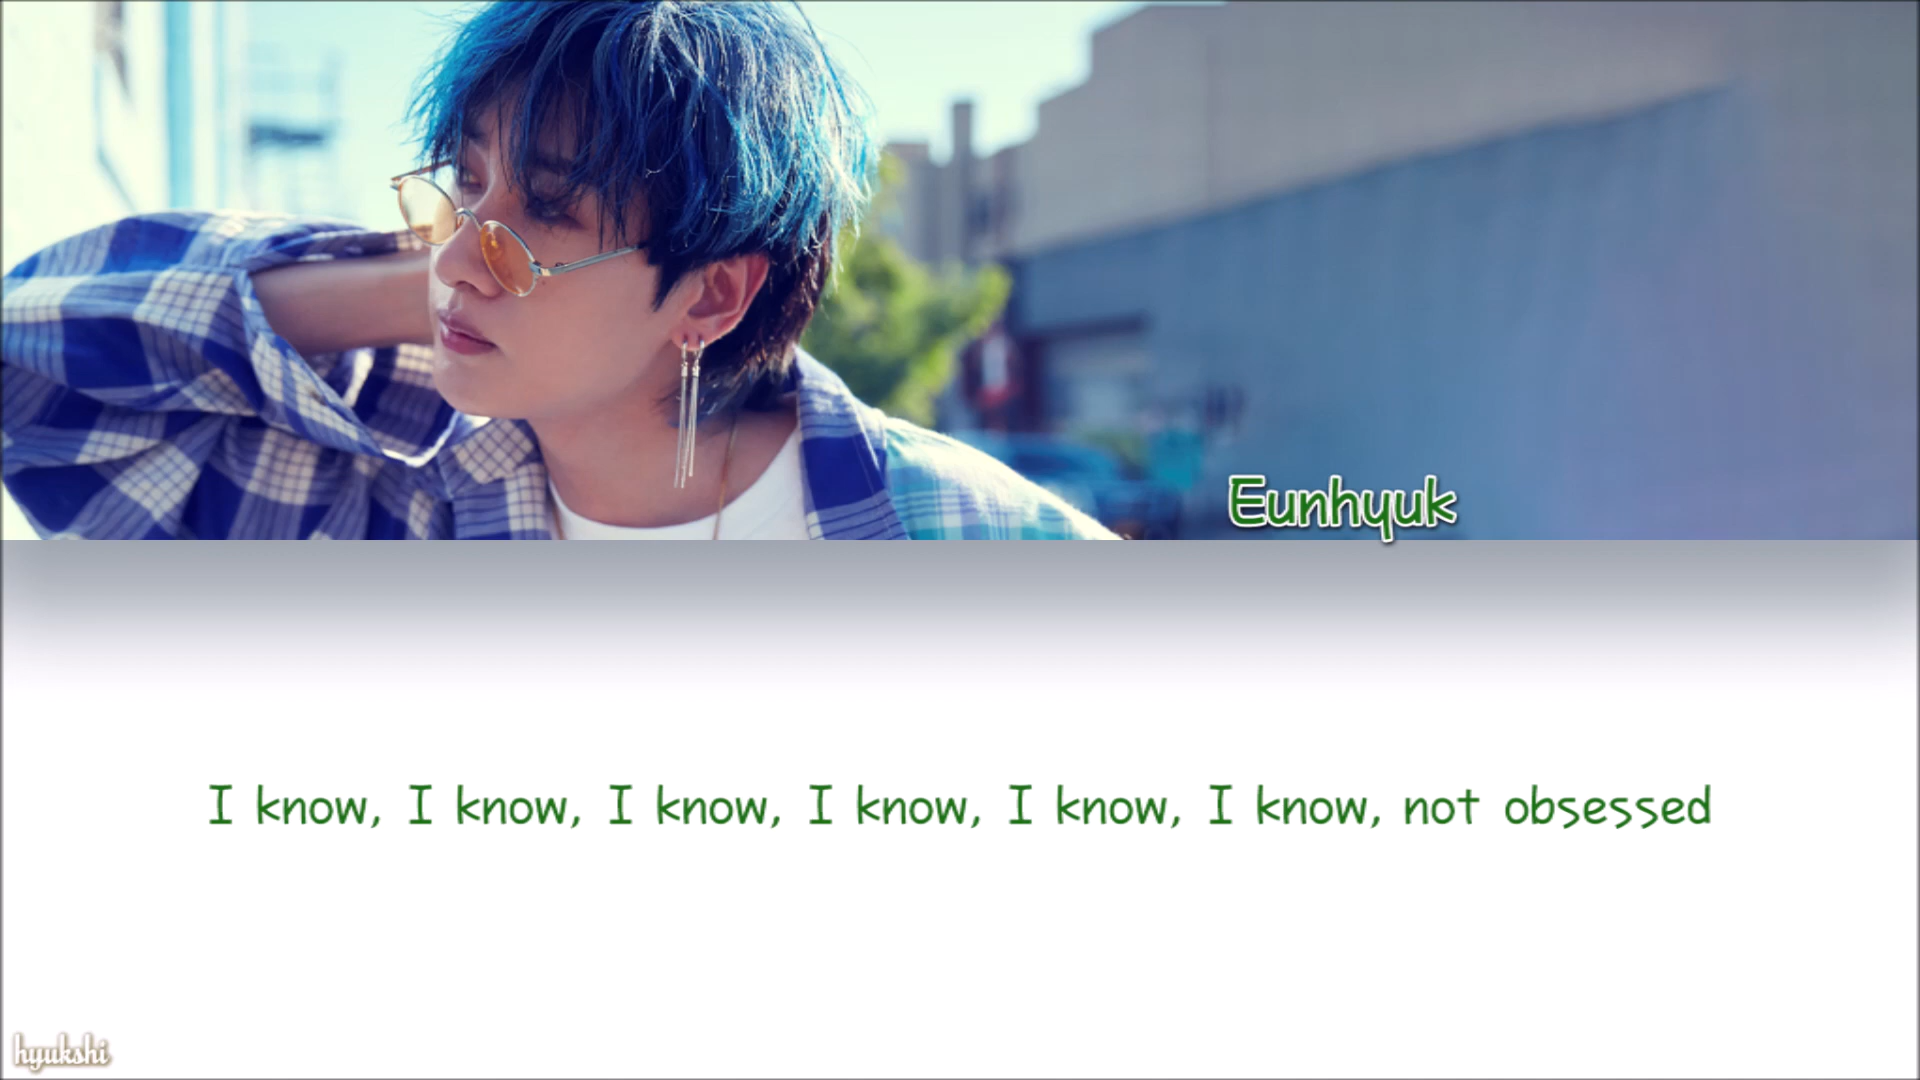 Eunhyuk
I know, I know, I know, I know, I know, I know, not obsessed
hyukshi